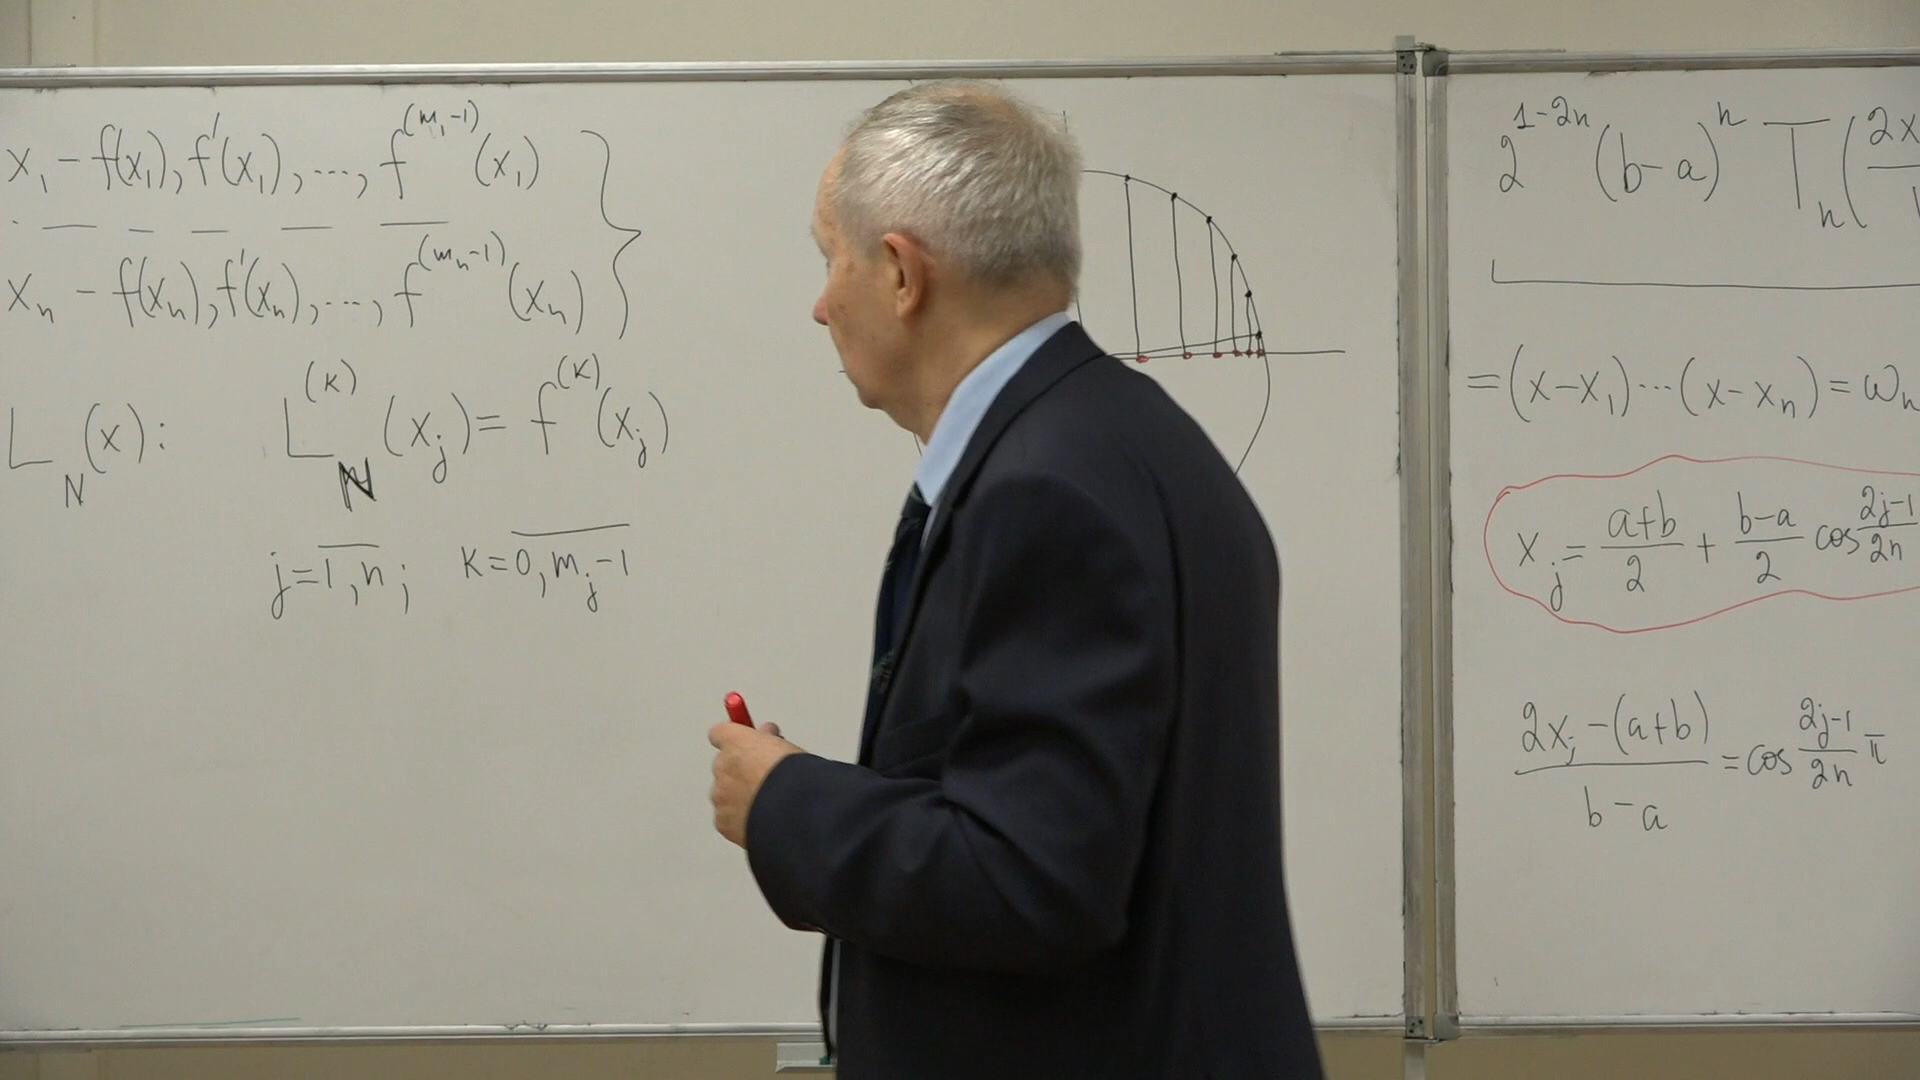 x₁ – f(x₁), f'(x₁), ..., f^(m₁-1) (x₁)
xₙ – f(xₙ), f'(xₙ), ..., f^(mₙ-1) (xₙ)
L_N(x): L_N^(k) (x_j) = f^(k) (x_j)
j = 1, n ; k = 0, m_j - 1
2^(1-2n) (b-a)^n T_n (2x
= (x-x₁) ... (x-xₙ) = ωₙ
x_j = (a+b)/2 + (b-a)/2 cos (2j-1)/2n
(2x_j - (a+b))/(b-a) = cos (2j-1)/2n π